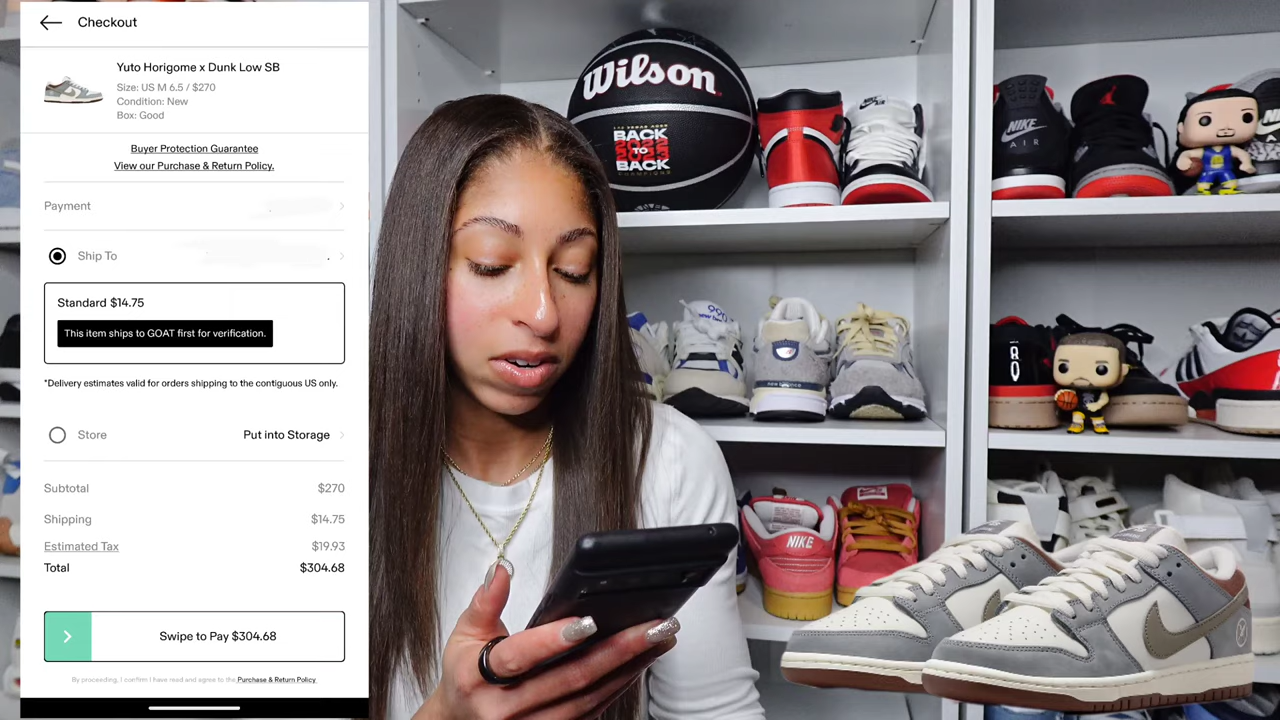 Checkout
Yuto Horigome x Dunk Low SB
Size: US M 6.5 / $270
Condition: New
Box: Good
Buyer Protection Guarantee
View our Purchase & Return Policy.
Payment
Ship To
Standard $14.75
This item ships to GOAT first for verification.
*Delivery estimates valid for orders shipping to the contiguous US only.
Store Put into Storage
Subtotal $270
Shipping $14.75
Estimated Tax $19.93
Total $304.68
Swipe to Pay $304.68
By proceeding, I confirm I have read and agree to the Purchase & Return Policy
Wilson
BACK
TO
BACK
CHAMPIONS
NIKE
AIR
990
new balance
NIKE